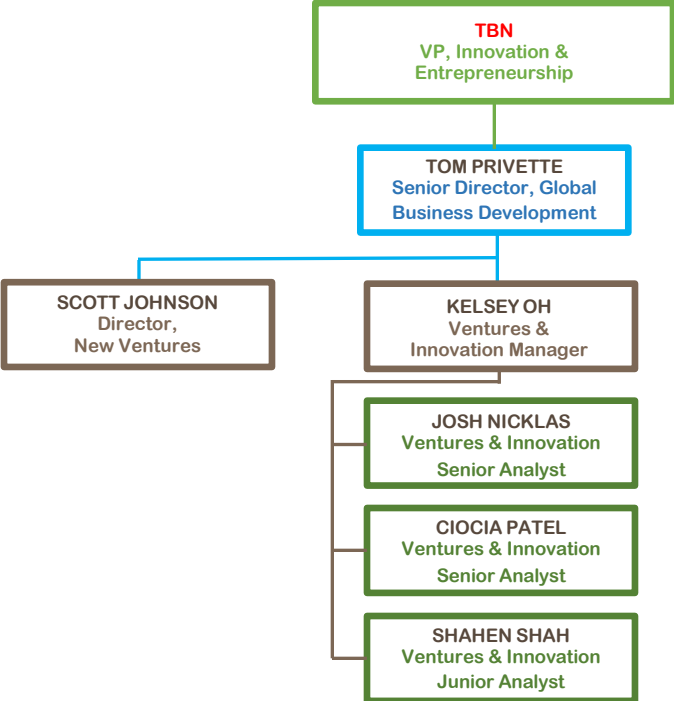 TBN
VP, Innovation &
Entrepreneurship
TOM PRIVETTE
Senior Director, Global
Business Development
SCOTT JOHNSON
Director,
New Ventures
KELSEY OH
Ventures &
Innovation Manager
JOSH NICKLAS
Ventures & Innovation
Senior Analyst
CIOCIA PATEL
Ventures & Innovation
Senior Analyst
SHAHEN SHAH
Ventures & Innovation
Junior Analyst